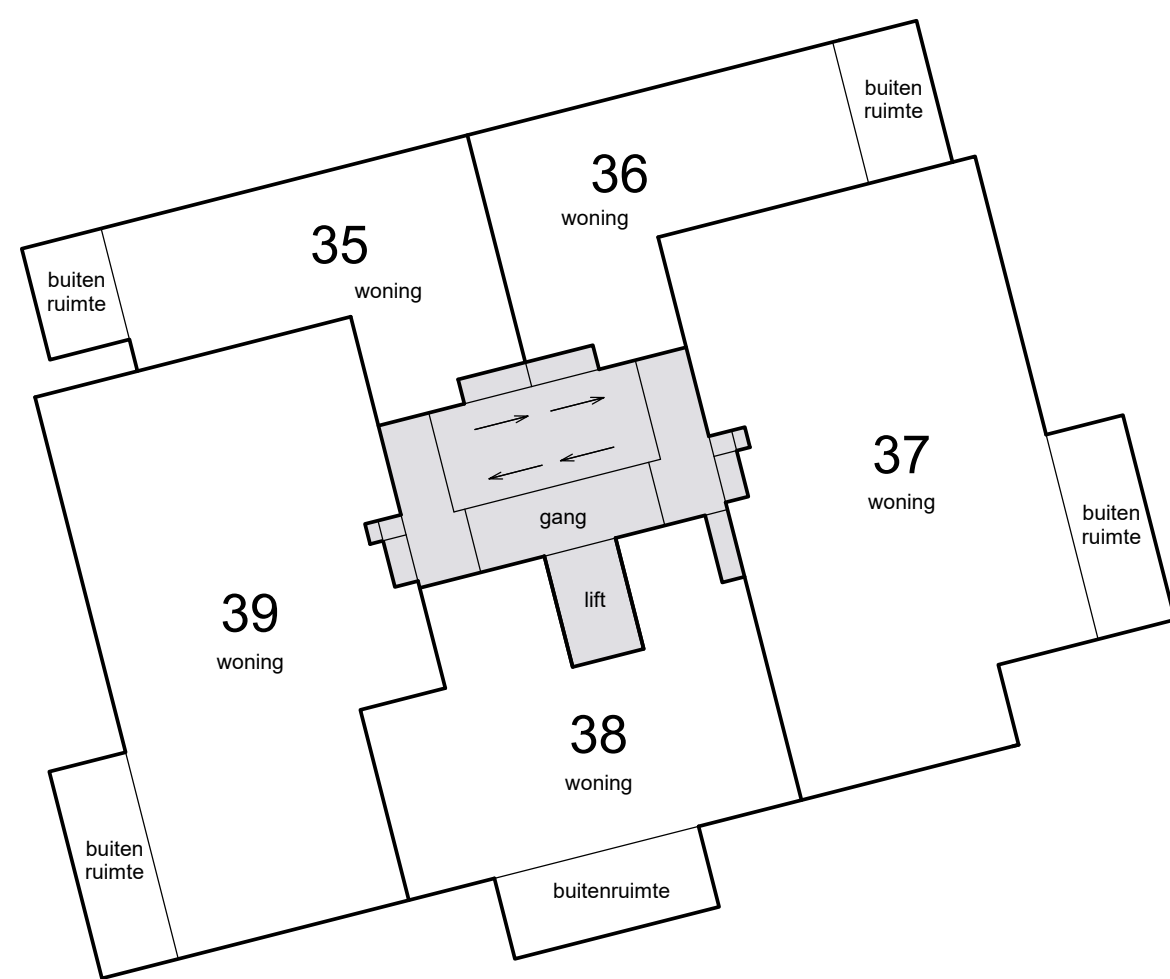 buiten
ruimte
36
woning
35
woning
buiten
ruimte
37
woning
buiten
ruimte
gang
lift
39
woning
38
woning
buiten
ruimte
buitenruimte